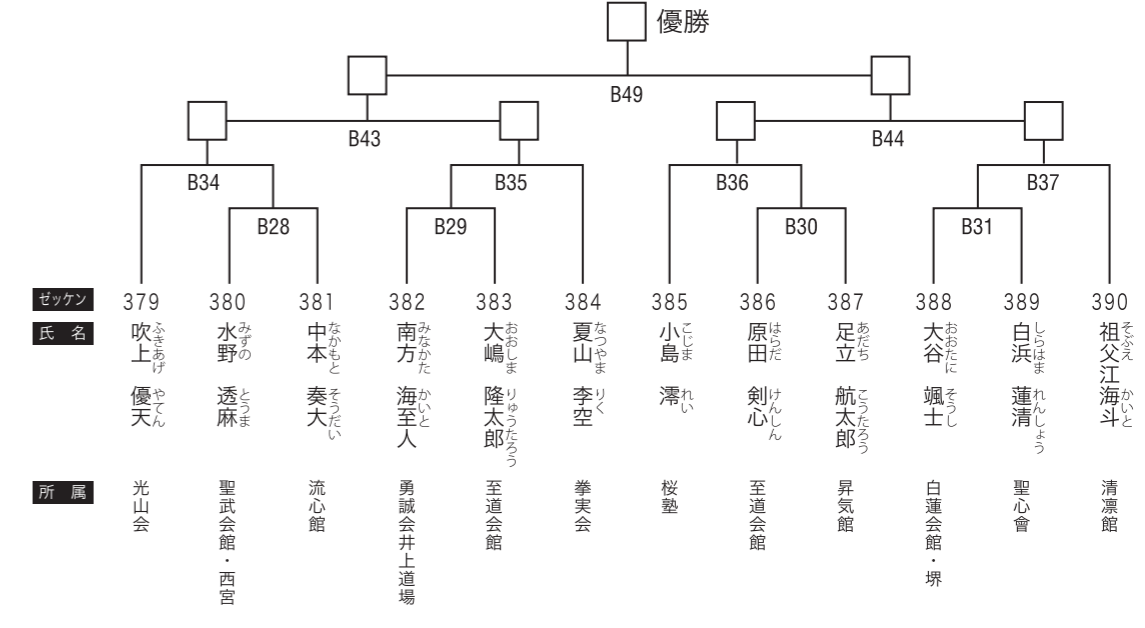 優勝
B49
B43
B44
B34
B35
B36
B37
B28
B29
B30
B31
ゼッケン 379 380 381 382 383 384 385 386 387 388 389 390
氏 名
吹上 優天 ふきあげ やてん
水野 透麻 みずの とうま
中本 奏大 なかもと そうだい
南方 海至人 みなかた かいと
大嶋 隆太郎 おおしま りゅうたろう
夏山 李空 なつやま りく
小島 澪 こじま れい
原田 剣心 はらだ けんしん
足立 航太郎 あだち こうたろう
大谷 颯士 おおたに そうし
白浜 蓮清 しらはま れんしょう
祖父江 海斗 そぶえ かいと
所 属
光山会
聖武会館・西宮
流心館
勇誠会井上道場
至道会館
拳実会
桜塾
至道会館
昇気館
白蓮会館・堺
聖心會
清凛館